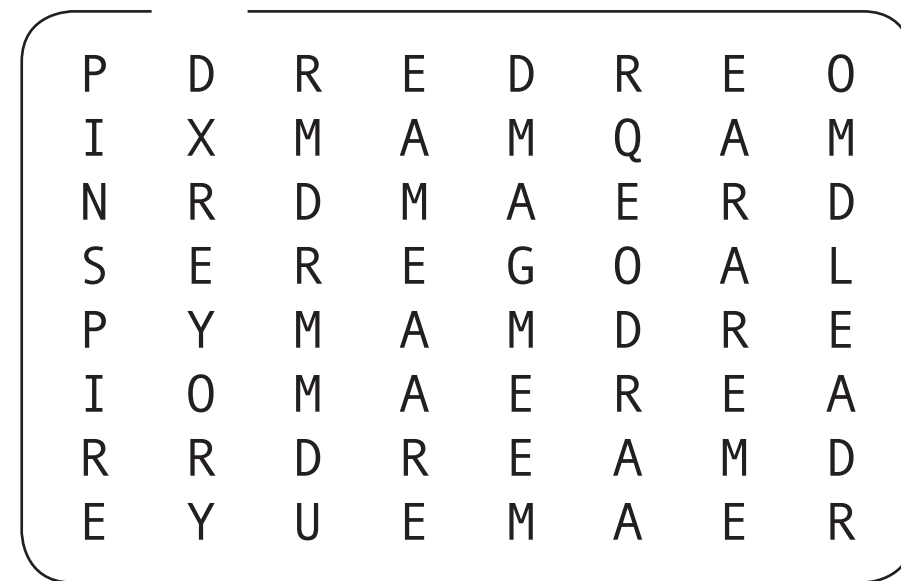 P D R E D R E O
I X M A M Q A M
N R D M A E R D
S E R E G O A L
P Y M A M D R E
I O M A E R E A
R R D R E A M D
E Y U E M A E R